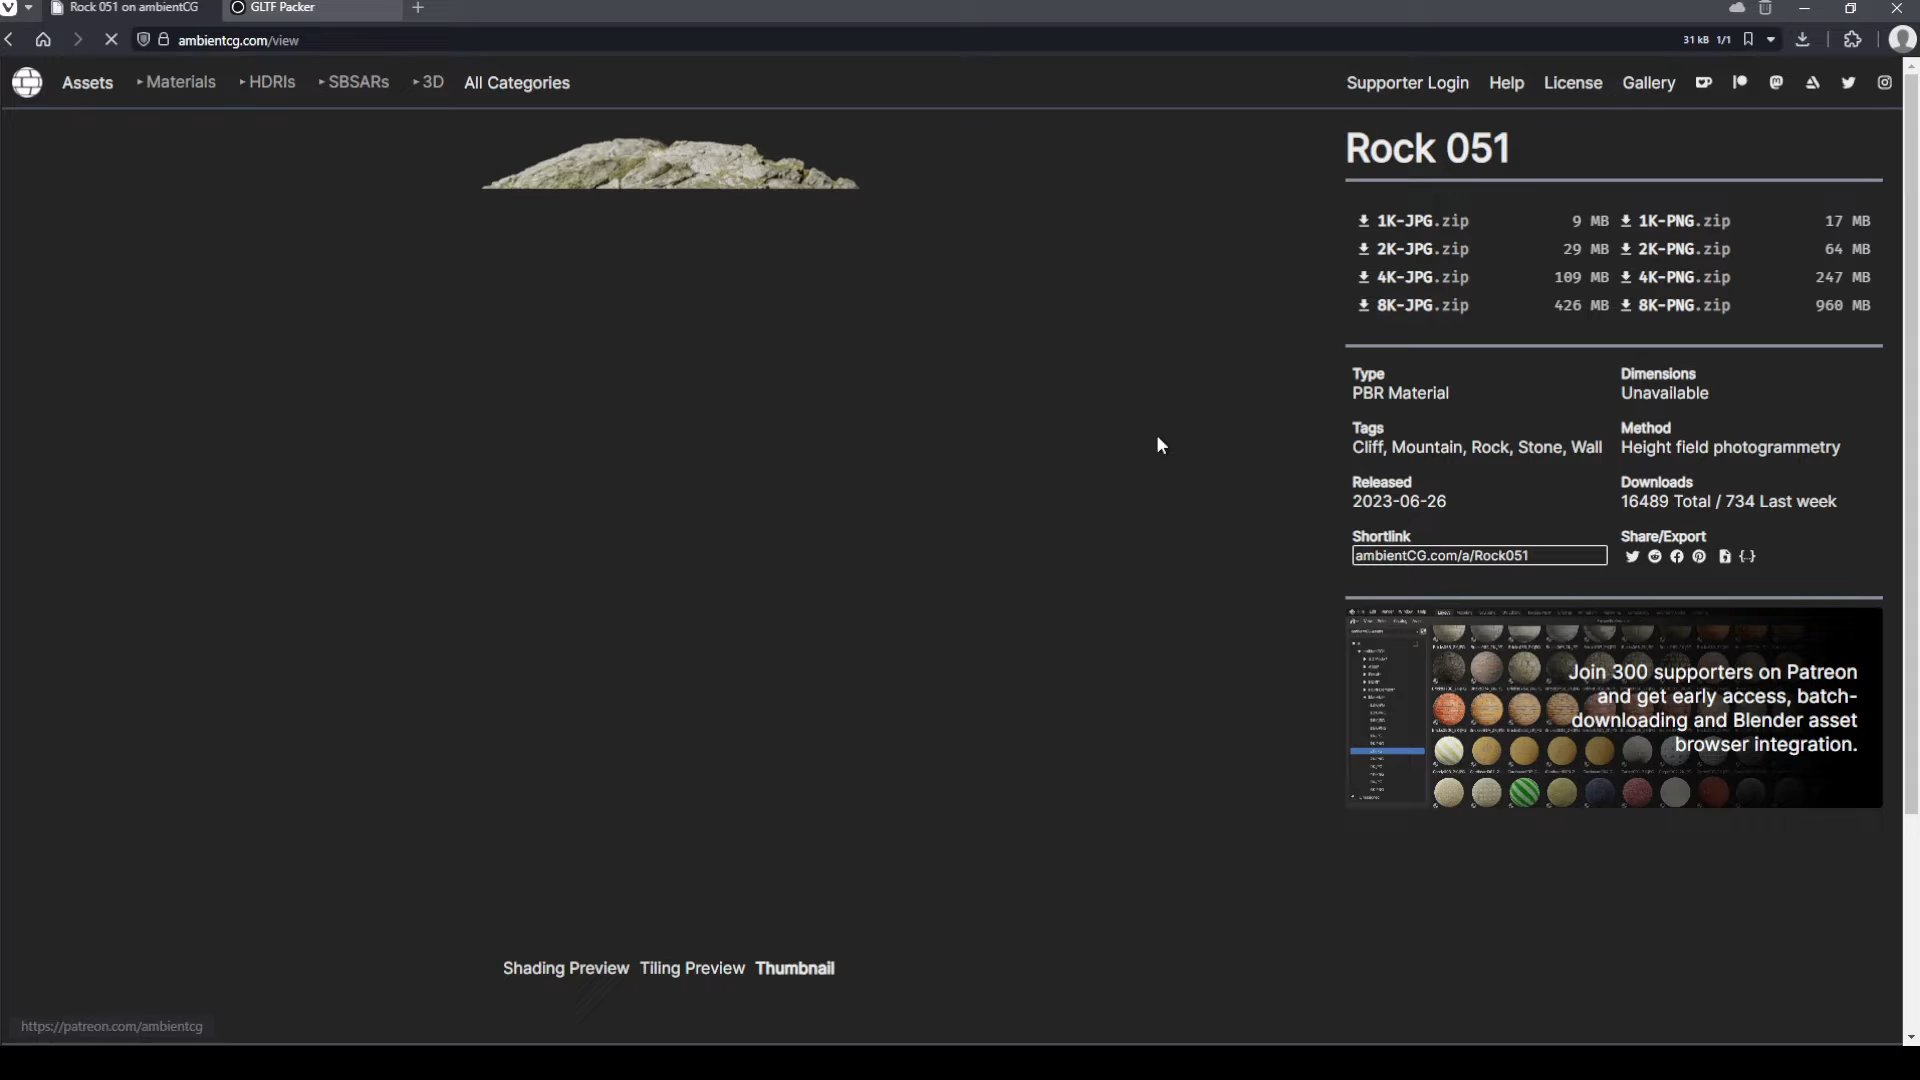 Rock 051 on ambientCG
GLTF Packer
ambientcg.com/view
31 kB 1/1
Assets
Materials
HDRIs
SBSARs
3D
All Categories
Supporter Login
Help
License
Gallery
Rock 051
1K-JPG.zip 9 MB 1K-PNG.zip 17 MB
2K-JPG.zip 29 MB 2K-PNG.zip 64 MB
4K-JPG.zip 109 MB 4K-PNG.zip 247 MB
8K-JPG.zip 426 MB 8K-PNG.zip 960 MB
Type
PBR Material
Dimensions
Unavailable
Tags
Cliff, Mountain, Rock, Stone, Wall
Method
Height field photogrammetry
Released
2023-06-26
Downloads
16489 Total / 734 Last week
Shortlink
ambientCG.com/a/Rock051
Share/Export
Join 300 supporters on Patreon
and get early access, batch-
downloading and Blender asset
browser integration.
Shading Preview Tiling Preview Thumbnail
https://patreon.com/ambientcg